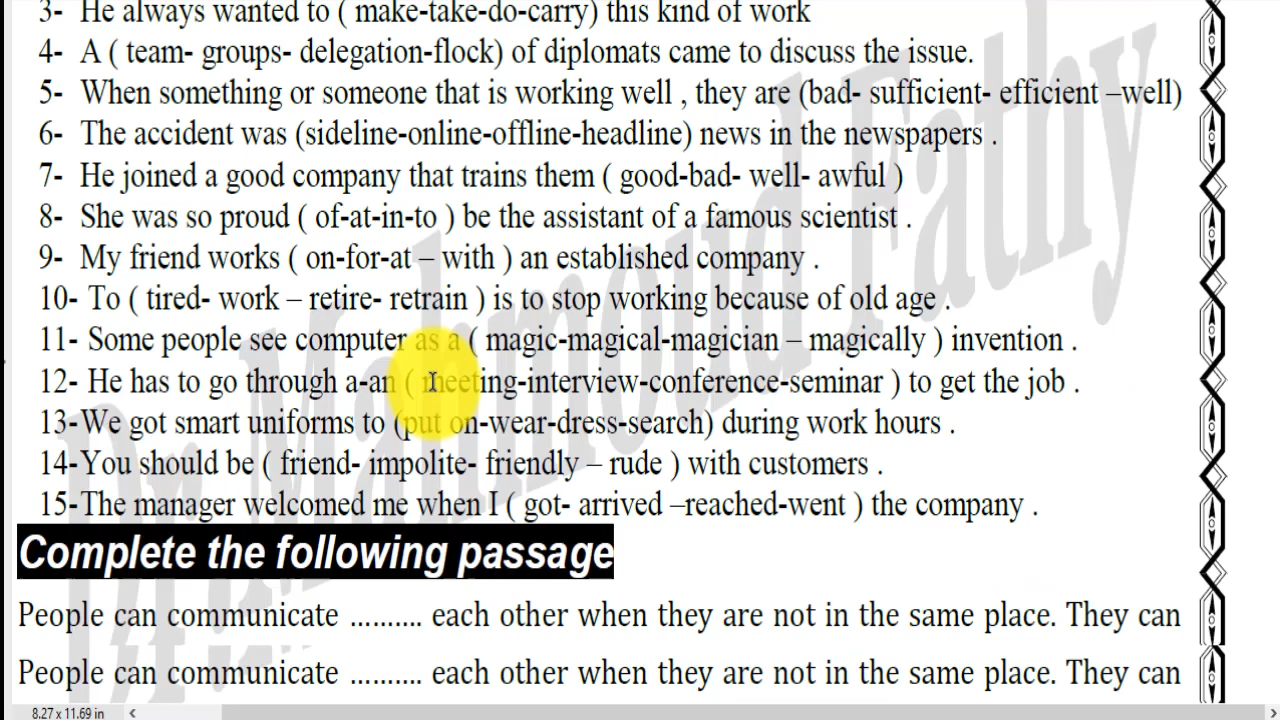 3- He always wanted to ( make-take-do-carry) this kind of work
4- A ( team- groups- delegation-flock) of diplomats came to discuss the issue.
5- When something or someone that is working well , they are (bad- sufficient- efficient –well)
6- The accident was (sideline-online-offline-headline) news in the newspapers .
7- He joined a good company that trains them ( good-bad- well- awful )
8- She was so proud ( of-at-in-to ) be the assistant of a famous scientist .
9- My friend works ( on-for-at – with ) an established company .
10- To ( tired- work – retire- retrain ) is to stop working because of old age .
11- Some people see computer as a ( magic-magical-magician – magically ) invention .
12- He has to go through a-an ( meeting-interview-conference-seminar ) to get the job .
13-We got smart uniforms to (put on-wear-dress-search) during work hours .
14-You should be ( friend- impolite- friendly – rude ) with customers .
15-The manager welcomed me when I ( got- arrived –reached-went ) the company .
Complete the following passage
People can communicate .......... each other when they are not in the same place. They can
People can communicate .......... each other when they are not in the same place. They can
8.27 x 11.69 in
Dr. Mahmoud Fathy